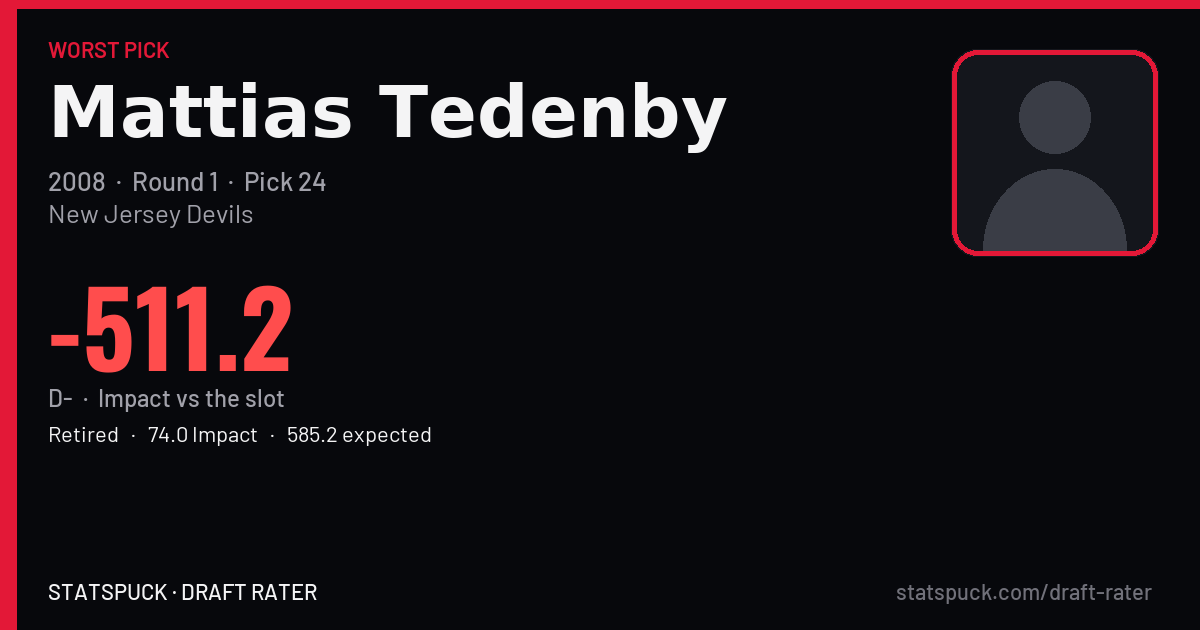 WORST PICK
Mattias Tedenby
2008 · Round 1 · Pick 24
New Jersey Devils
-511.2
D- · Impact vs the slot
Retired · 74.0 Impact · 585.2 expected
STATSPUCK · DRAFT RATER
statspuck.com/draft-rater